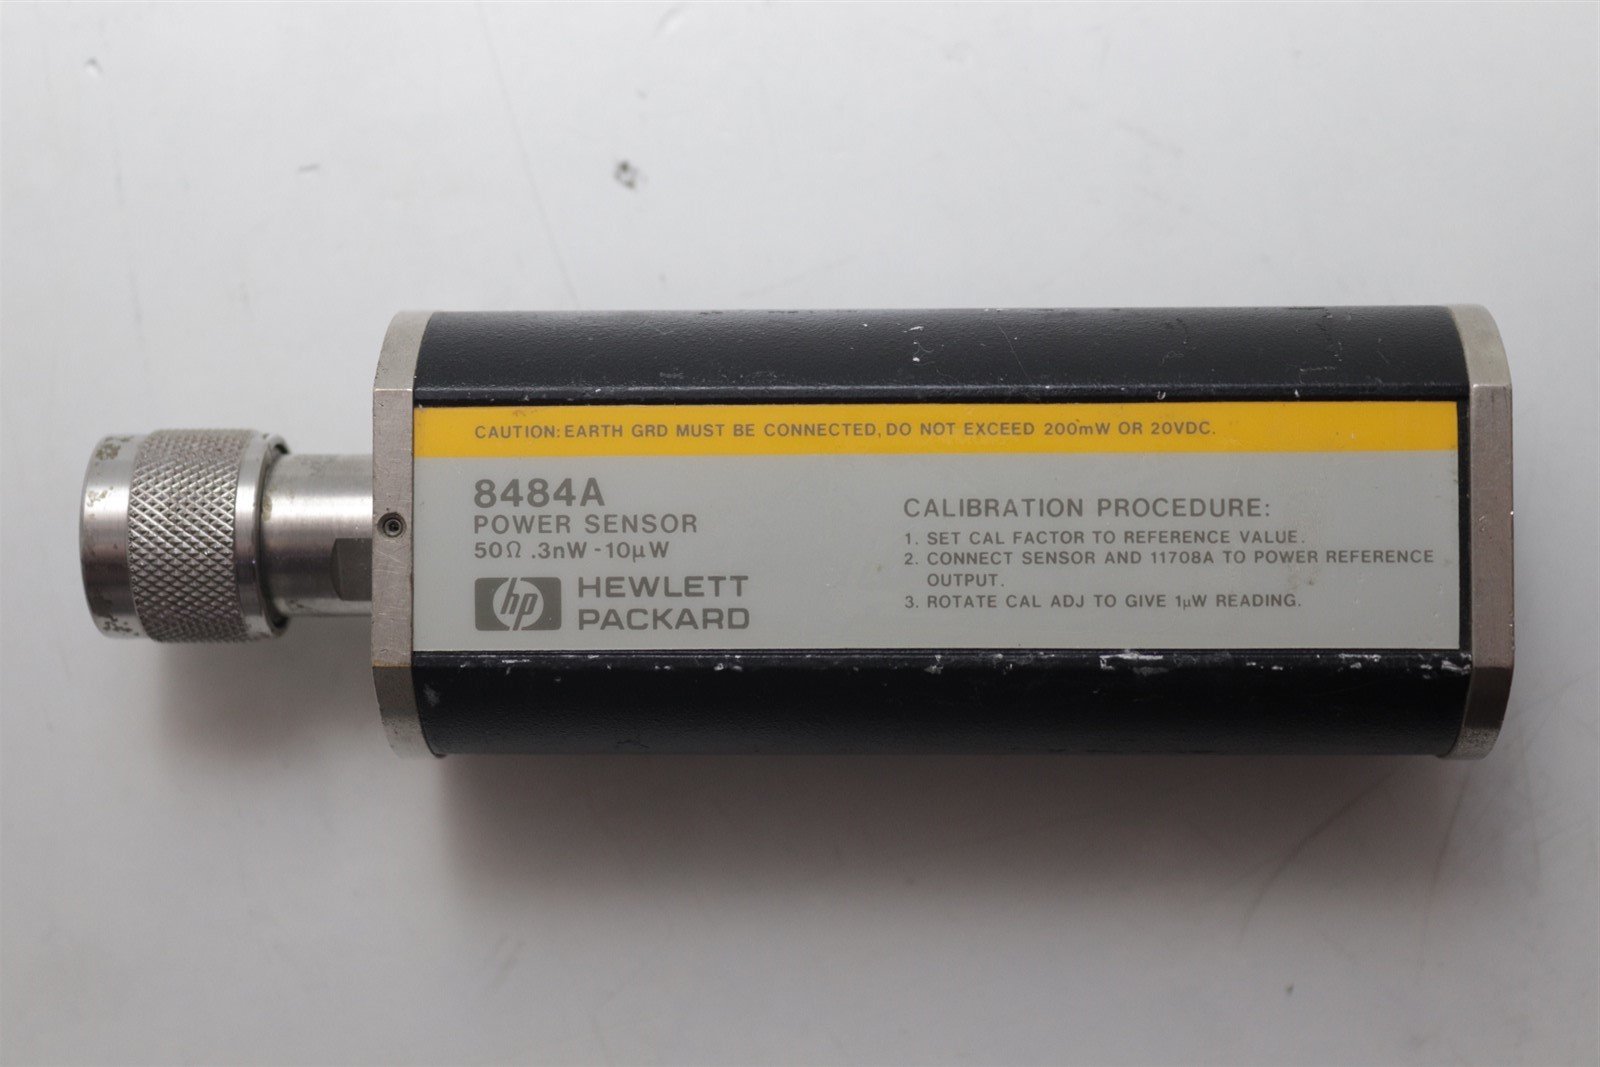 CAUTION: EARTH GRD MUST BE CONNECTED, DO NOT EXCEED 200mW OR 20VDC.
8484A
POWER SENSOR
50Ω .3nW - 10µW
hp HEWLETT
PACKARD
CALIBRATION PROCEDURE:
1. SET CAL FACTOR TO REFERENCE VALUE.
2. CONNECT SENSOR AND 11708A TO POWER REFERENCE
OUTPUT.
3. ROTATE CAL ADJ TO GIVE 1µW READING.